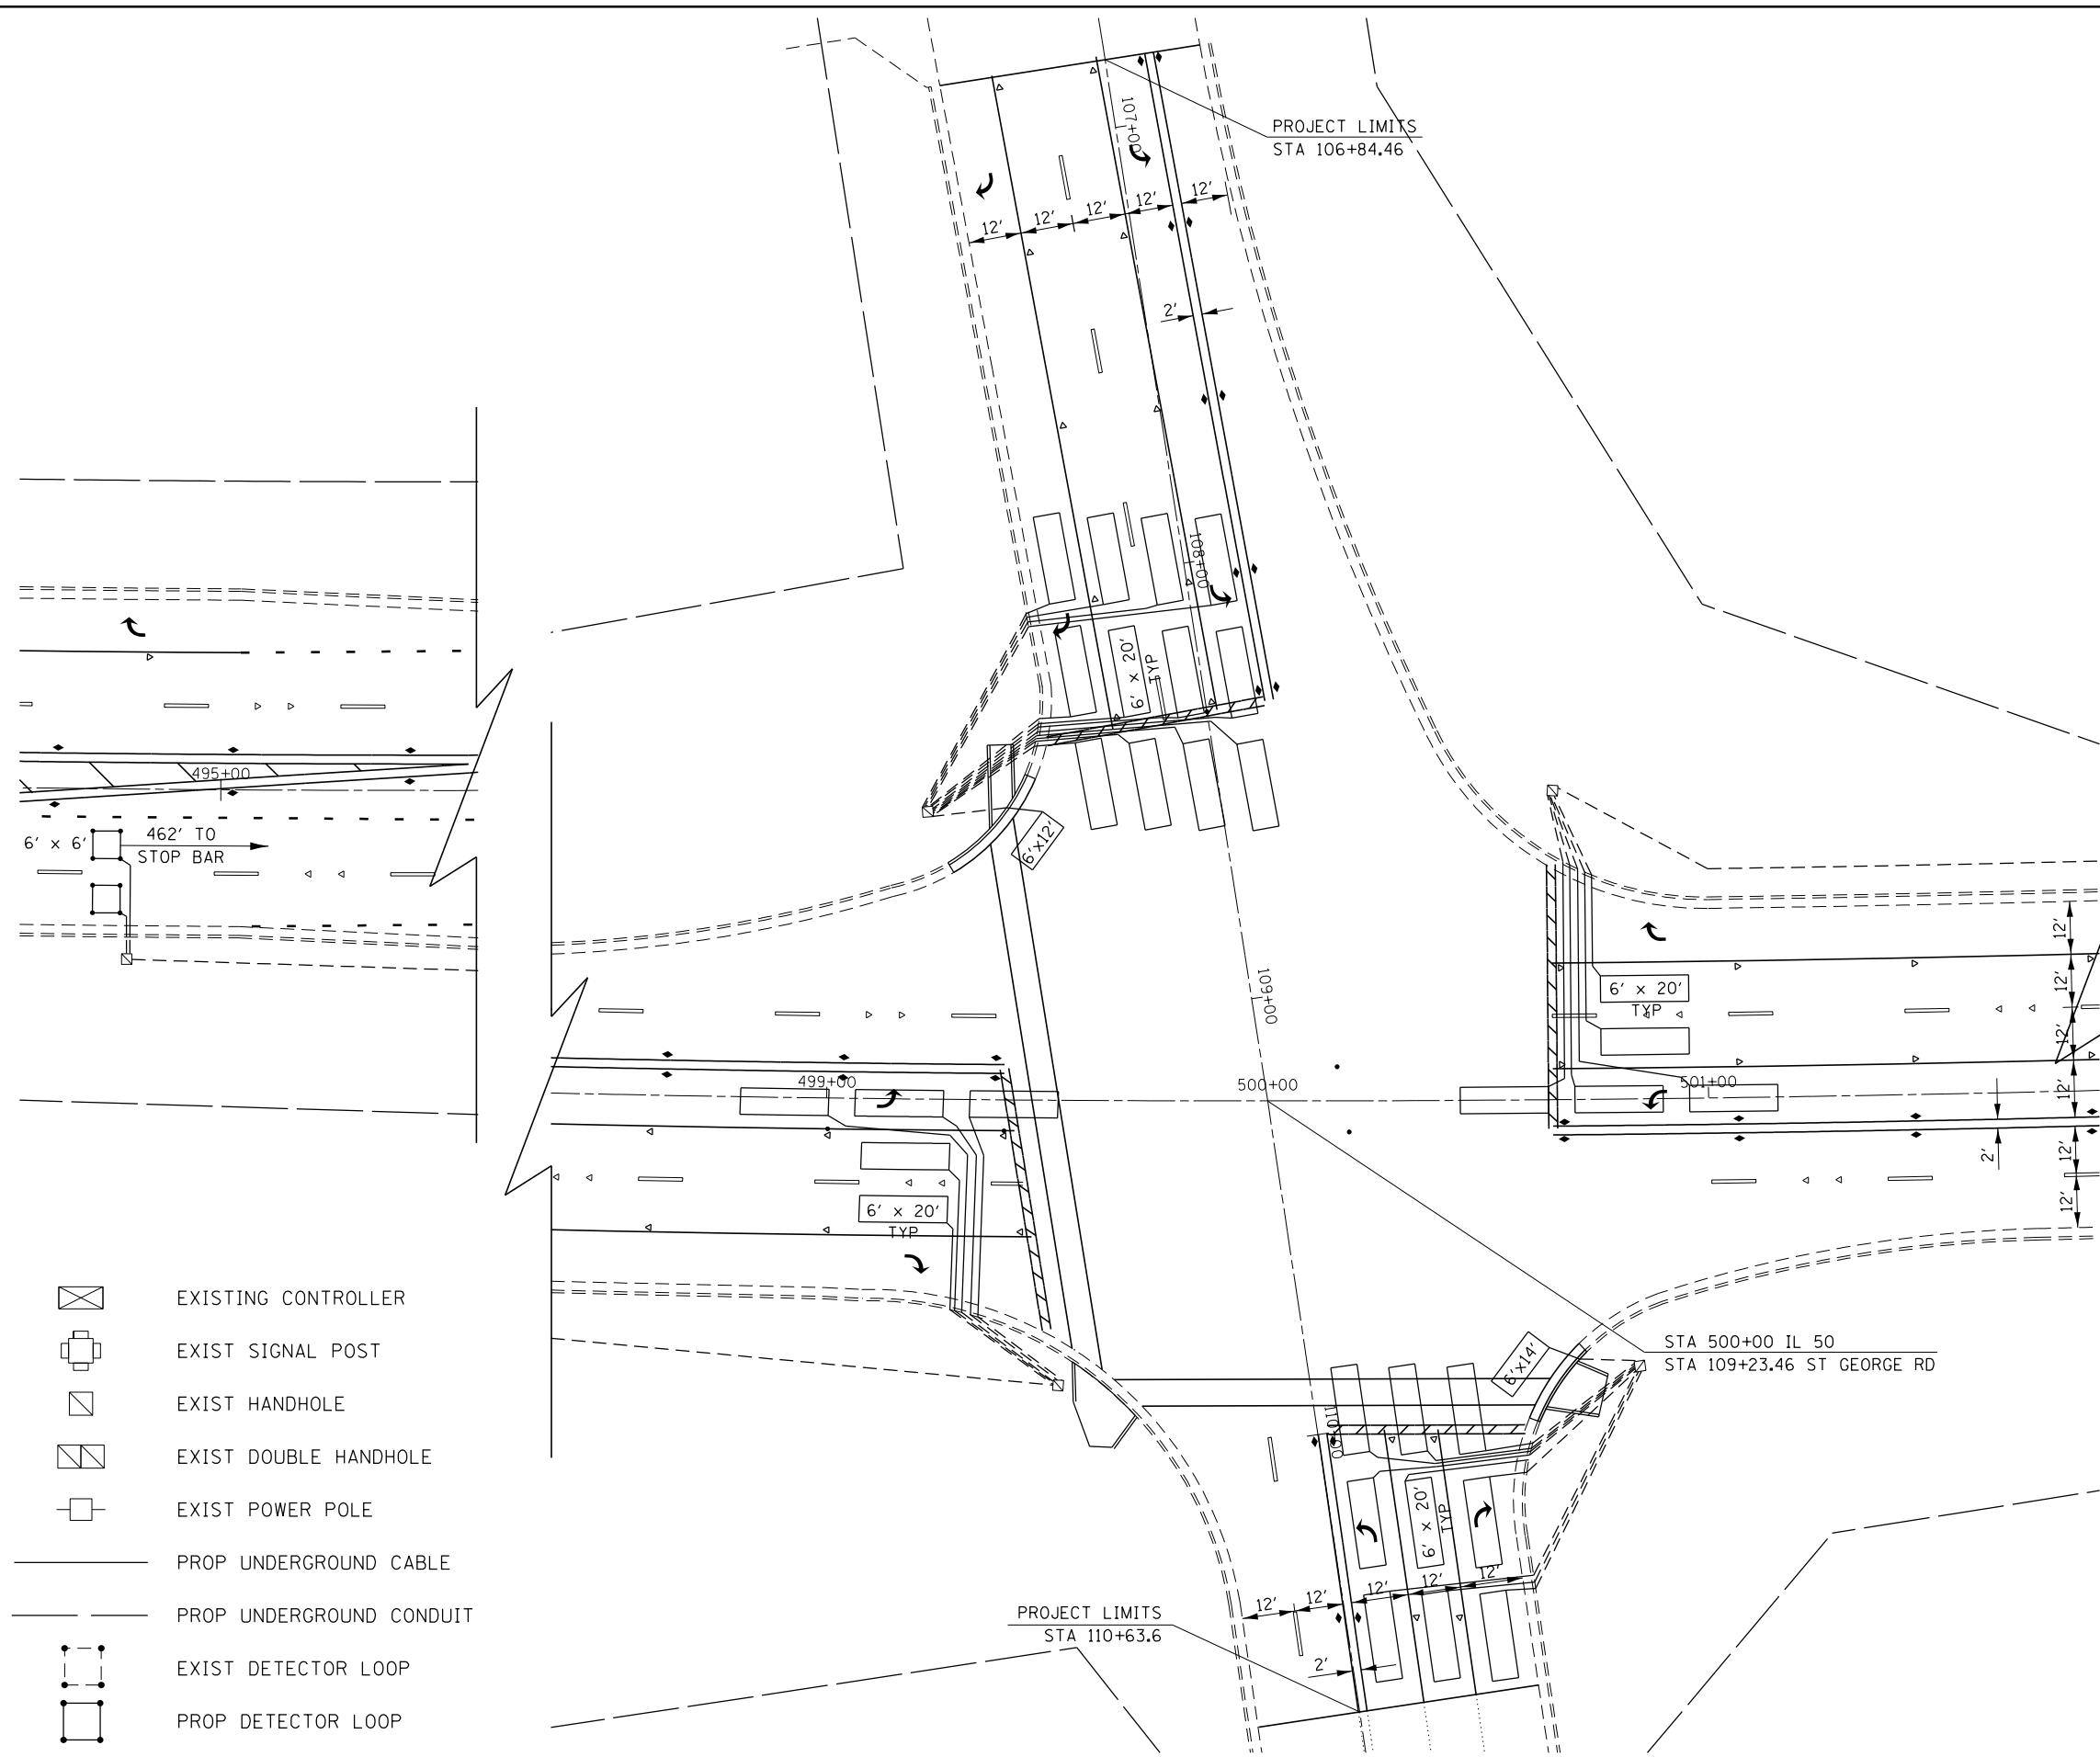 PROJECT LIMITS
STA 106+84.46
107+00
12'
12'
12'
12'
12'
2'
108+00
6' × 20'
TYP
495+00
6' × 6'
462' TO
STOP BAR
6'×12'
109+00
12'
12'
12'
12'
12'
12'
2'
6' × 20'
TYP
499+00
500+00
501+00
6' × 20'
TYP
STA 500+00 IL 50
STA 109+23.46 ST GEORGE RD
6'×14'
110+00
6' × 20'
TYP
12'
12'
12'
12'
12'
2'
PROJECT LIMITS
STA 110+63.6
EXISTING CONTROLLER
EXIST SIGNAL POST
EXIST HANDHOLE
EXIST DOUBLE HANDHOLE
EXIST POWER POLE
PROP UNDERGROUND CABLE
PROP UNDERGROUND CONDUIT
EXIST DETECTOR LOOP
PROP DETECTOR LOOP